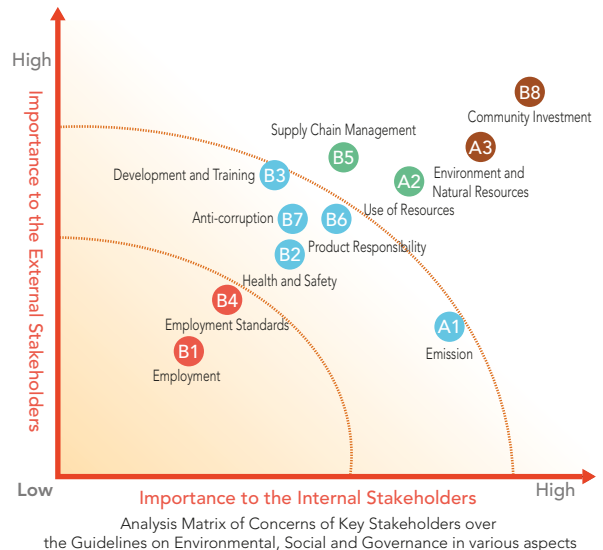 High
B8
Community Investment
Supply Chain Management
B5
A3
Environment and
Natural Resources
Development and Training
B3
A2
Use of Resources
Anti-corruption
B7
B6
Product Responsibility
B2
Health and Safety
B4
Employment Standards
A1
Emission
B1
Employment
Importance to the External Stakeholders
Low
Importance to the Internal Stakeholders
High
Analysis Matrix of Concerns of Key Stakeholders over
the Guidelines on Environmental, Social and Governance in various aspects